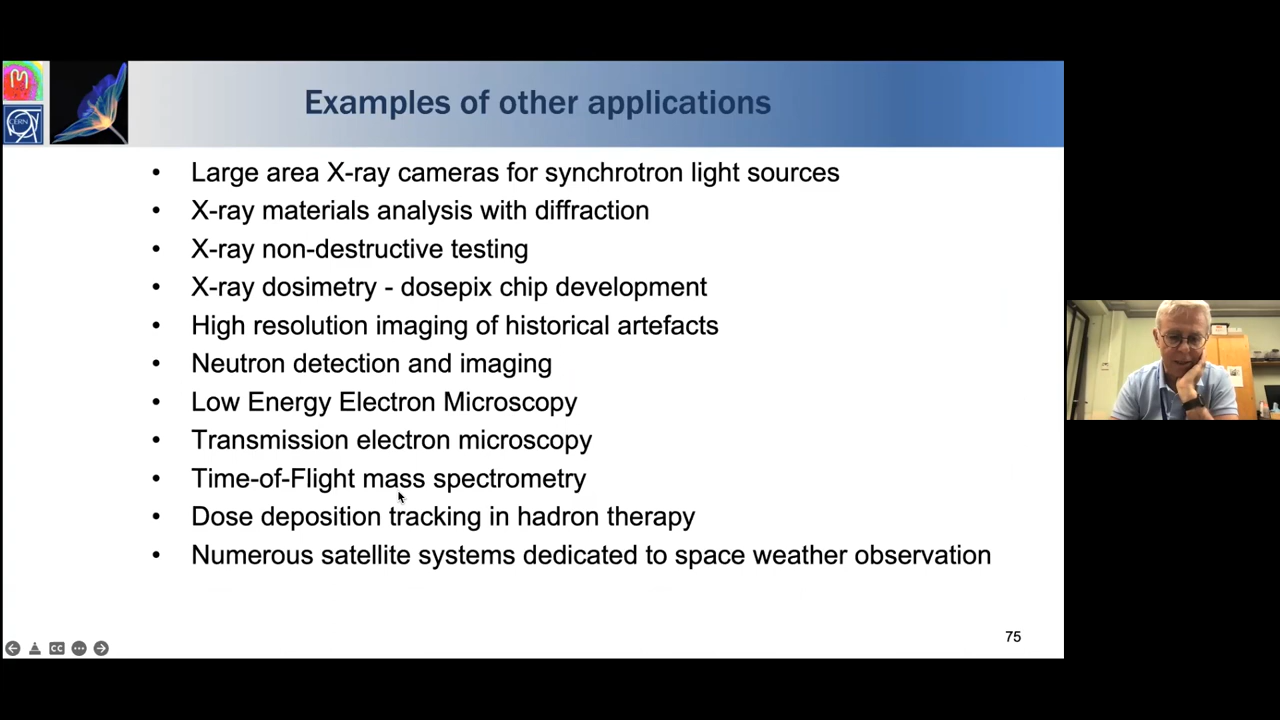 M
CERN
Examples of other applications
• Large area X-ray cameras for synchrotron light sources
• X-ray materials analysis with diffraction
• X-ray non-destructive testing
• X-ray dosimetry - dosepix chip development
• High resolution imaging of historical artefacts
• Neutron detection and imaging
• Low Energy Electron Microscopy
• Transmission electron microscopy
• Time-of-Flight mass spectrometry
• Dose deposition tracking in hadron therapy
• Numerous satellite systems dedicated to space weather observation
75
CC